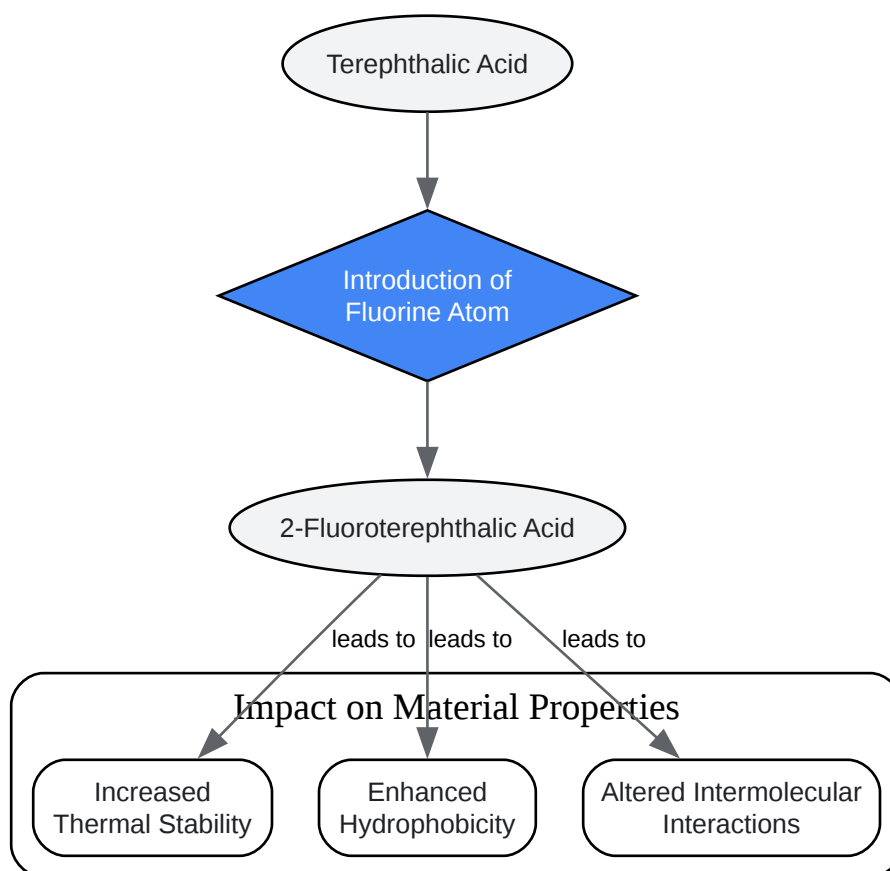 Terephthalic Acid
Introduction of
Fluorine Atom
2-Fluoroterephthalic Acid
leads to
leads to
leads to
Impact on Material Properties
Increased
Thermal Stability
Enhanced
Hydrophobicity
Altered Intermolecular
Interactions